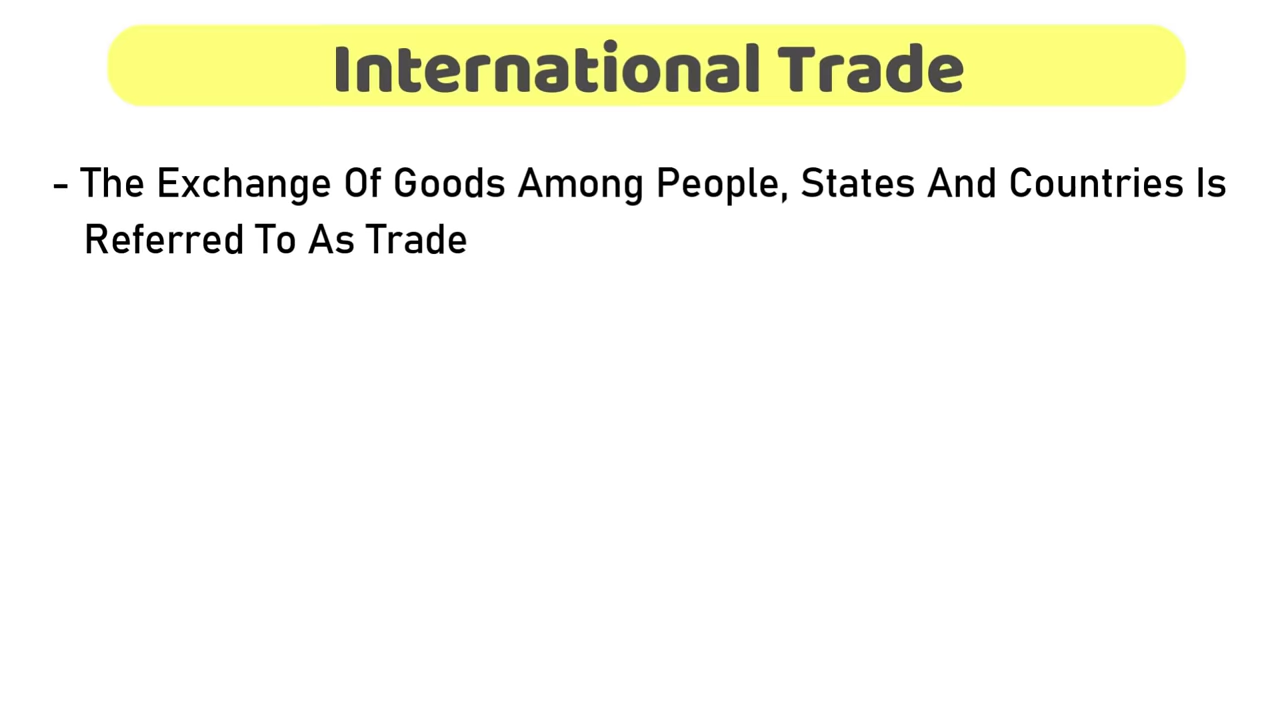 International Trade
- The Exchange Of Goods Among People, States And Countries Is
Referred To As Trade